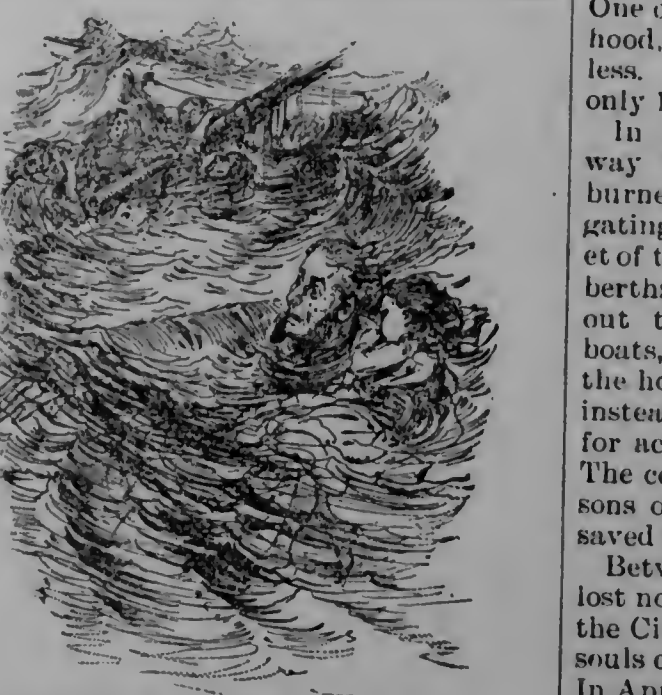 One
hood,
less.
only
In
way
burne
gating
et of t
berths
out t
boats,
the ho
instea
for ac
The co
sons o
saved
Betv
lost no
the Ci
souls o
In Ap